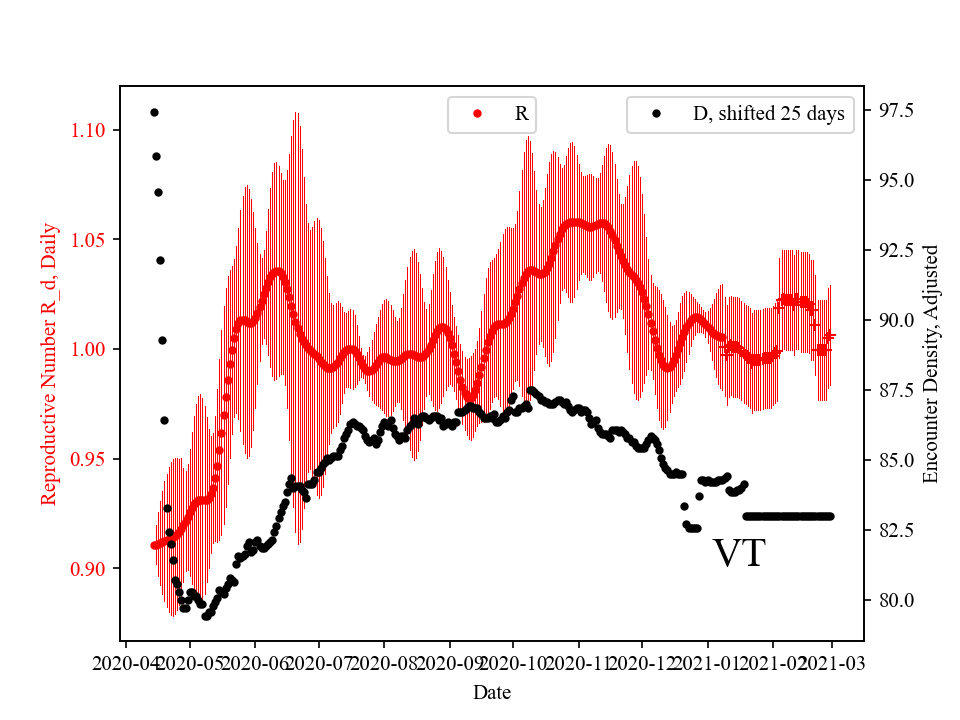 R
D, shifted 25 days
1.10
1.05
1.00
0.95
0.90
Reproductive Number R_d, Daily
97.5
95.0
92.5
90.0
87.5
85.0
82.5
80.0
Encounter Density, Adjusted
VT
2020-04 2020-05 2020-06 2020-07 2020-08 2020-09 2020-10 2020-11 2020-12 2021-01 2021-02 2021-03
Date